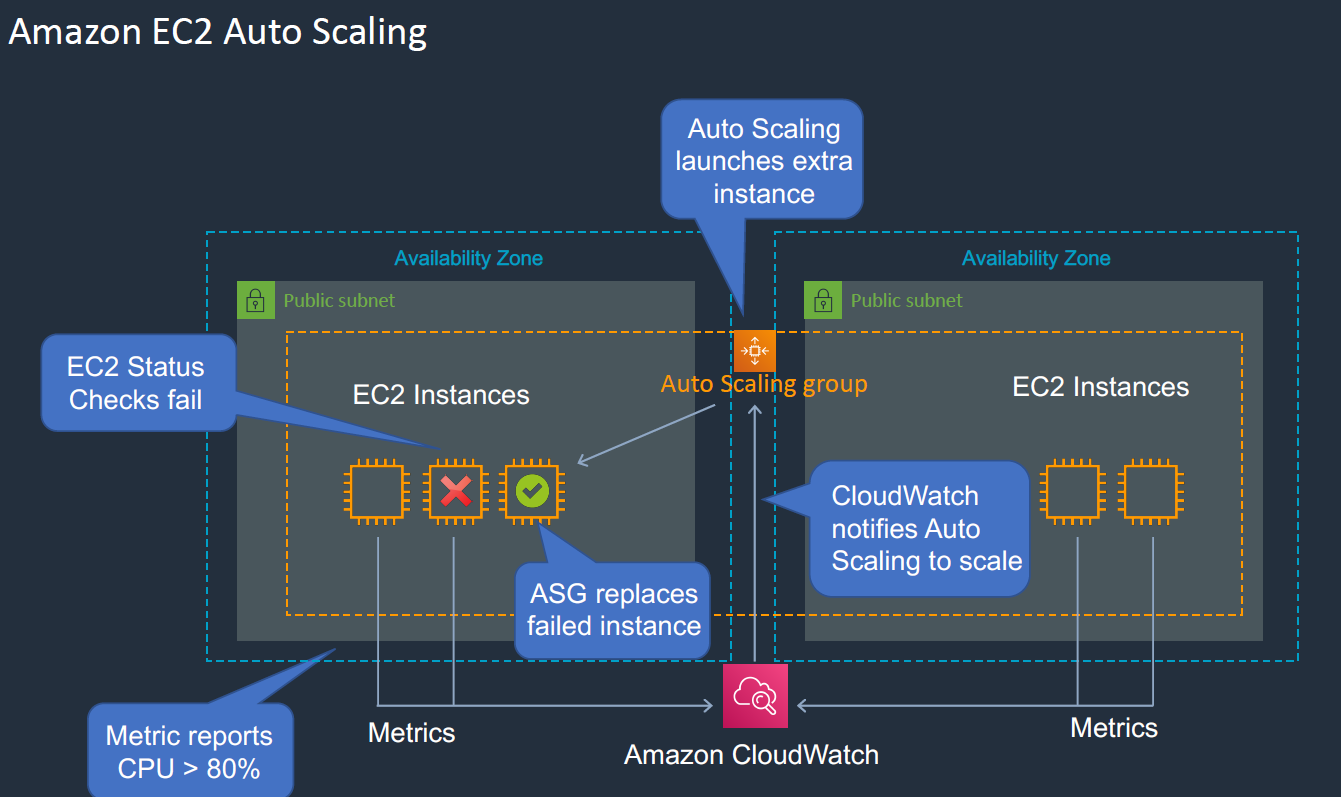 Amazon EC2 Auto Scaling
Auto Scaling
launches extra
instance
Availability Zone
Availability Zone
Public subnet
Public subnet
EC2 Status
Checks fail
EC2 Instances
Auto Scaling group
EC2 Instances
CloudWatch
notifies Auto
Scaling to scale
ASG replaces
failed instance
Metric reports
CPU > 80%
Metrics
Amazon CloudWatch
Metrics